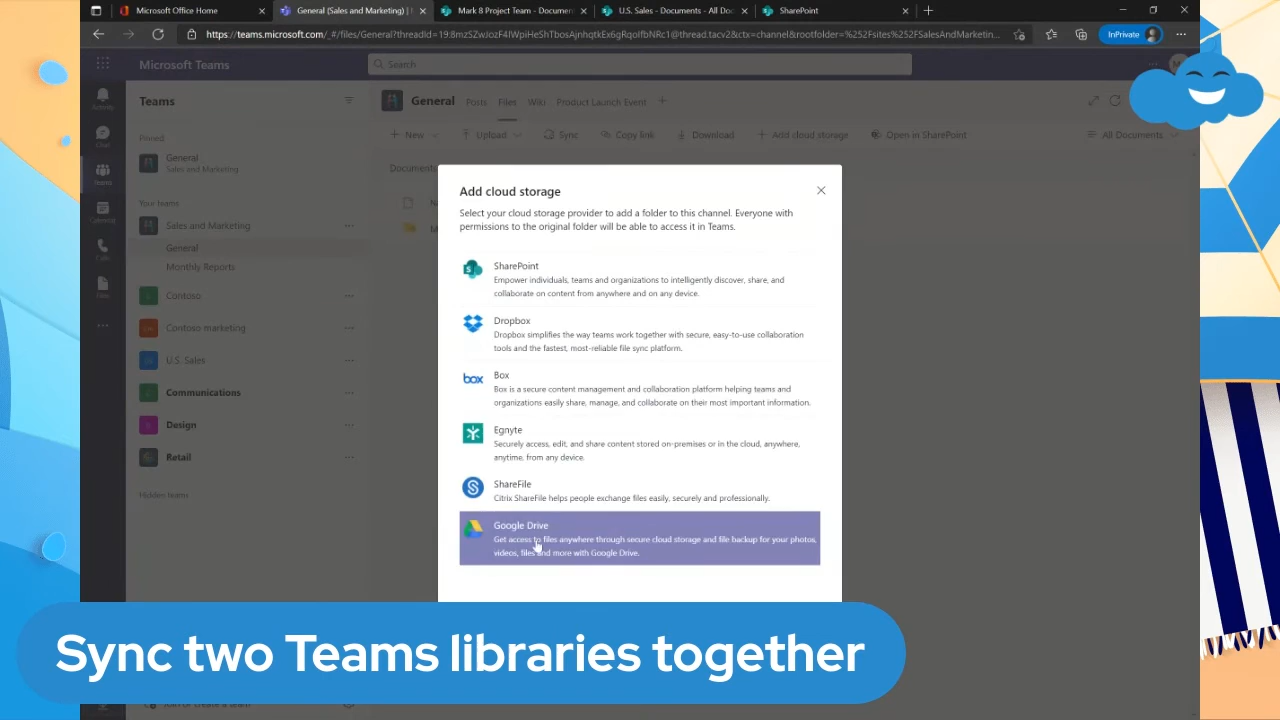 Microsoft Office Home
General (Sales and Marketing) |
Mark 8 Project Team - Documen
U.S. Sales - Documents - All Doc
SharePoint
InPrivate
Microsoft Teams
Search
Activity
Chat
Teams
Calendar
Calls
Files
Teams
Pinned
General
Sales and Marketing
Your teams
Sales and Marketing
General
Monthly Reports
Contoso
Contoso marketing
U.S. Sales
Communications
Design
Retail
Hidden team
General Posts Files Wiki Product Launch Event
New Upload Sync Copy link Download Add cloud storage Open in SharePoint All Documents
Add cloud storage
Select your cloud storage provider to add a folder to this channel. Everyone with
permissions to the original folder will be able to access it in Teams.
SharePoint
Empower individuals, teams and organizations to intelligently discover, share, and
collaborate on content from anywhere and on any device.
Dropbox
Dropbox simplifies the way teams work together with secure, easy-to-use collaboration
tools and the fastest, most-reliable file sync platform.
box
Box
Box is a secure content management and collaboration platform helping teams and
organizations easily share, manage, and collaborate on their most important information.
Egnyte
Securely access, edit, and share content stored on-premises or in the cloud, anywhere,
anytime, from any device.
ShareFile
Citrix ShareFile helps people exchange files easily, securely and professionally.
Google Drive
Get access to files anywhere through secure cloud storage and file backup for your photos,
videos, files and more with Google Drive.
Sync two Teams libraries together